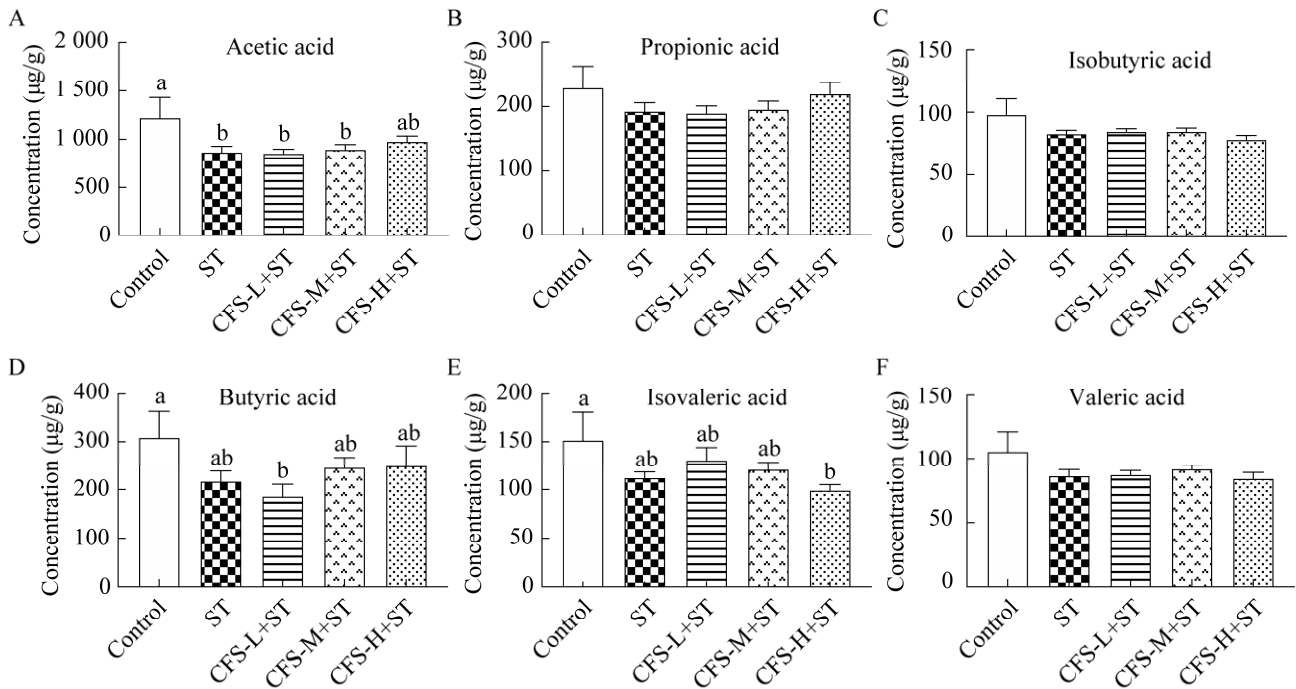 A
Acetic acid
Concentration (μg/g)
2 000
1 500
1 000
500
0
a
b
b
b
ab
Control
ST
CFS-L+ST
CFS-M+ST
CFS-H+ST
B
Propionic acid
Concentration (μg/g)
300
200
100
0
Control
ST
CFS-L+ST
CFS-M+ST
CFS-H+ST
C
Isobutyric acid
Concentration (μg/g)
150
100
50
0
Control
ST
CFS-L+ST
CFS-M+ST
CFS-H+ST
D
Butyric acid
Concentration (μg/g)
400
300
200
100
0
a
ab
b
ab
ab
Control
ST
CFS-L+ST
CFS-M+ST
CFS-H+ST
E
Isovaleric acid
Concentration (μg/g)
200
150
100
50
0
a
ab
ab
ab
b
Control
ST
CFS-L+ST
CFS-M+ST
CFS-H+ST
F
Valeric acid
Concentration (μg/g)
150
100
50
0
Control
ST
CFS-L+ST
CFS-M+ST
CFS-H+ST